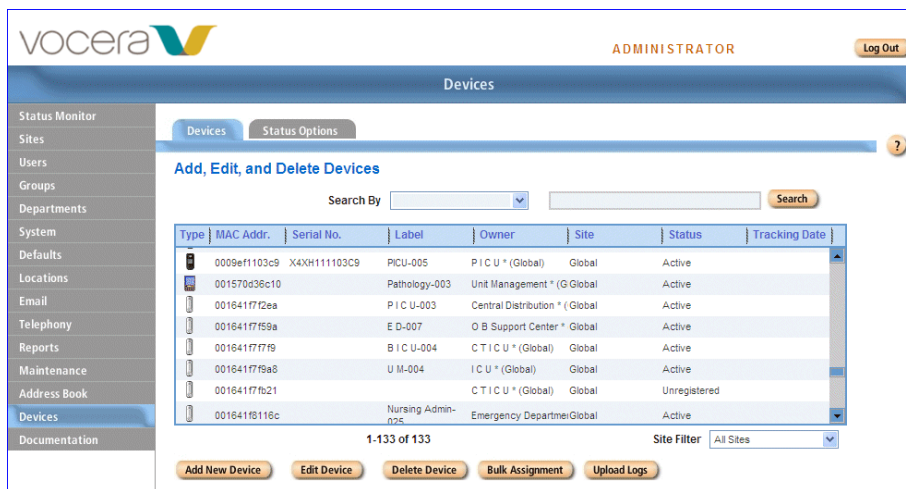 vocera
ADMINISTRATOR
Log Out
Devices
Status Monitor
Sites
Users
Groups
Departments
System
Defaults
Locations
Email
Telephony
Reports
Maintenance
Address Book
Devices
Documentation
Devices Status Options
?
Add, Edit, and Delete Devices
Search By Search
Type MAC Addr. Serial No. Label Owner Site Status Tracking Date
0009ef1103c9 X4XH111103C9 PICU-005 P I C U * (Global) Global Active
001570d36c10 Pathology-003 Unit Management * (G Global Active
001641f7f2ea P I C U-003 Central Distribution * ( Global Active
001641f7f59a E D-007 O B Support Center * Global Active
001641f7f7f9 B I C U-004 C T I C U * (Global) Global Active
001641f7f9a8 U M-004 I C U * (Global) Global Active
001641f7fb21 C T I C U * (Global) Global Unregistered
001641f8116c Nursing Admin-025 Emergency Departme Global Active
1-133 of 133
Site Filter All Sites
Add New Device Edit Device Delete Device Bulk Assignment Upload Logs